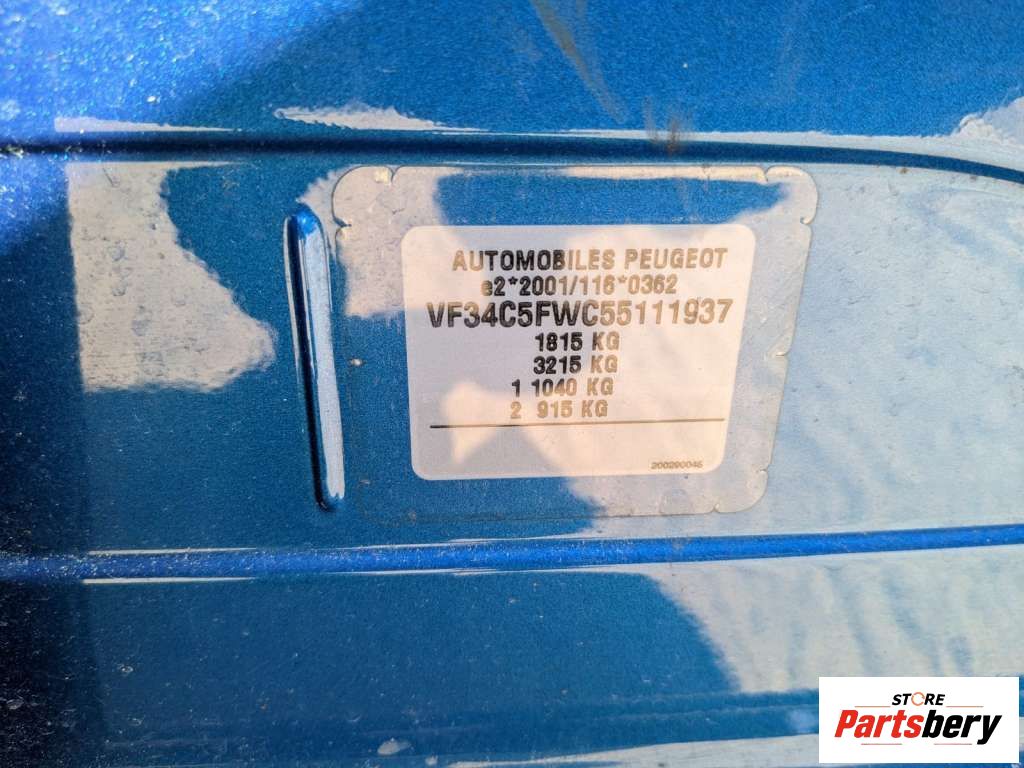 AUTOMOBILES PEUGEOT
e2*2001/116*0362
VF34C5FWC55111937
1815 KG
3215 KG
1 1040 KG
2 915 KG
200290045
STORE
Partsbery